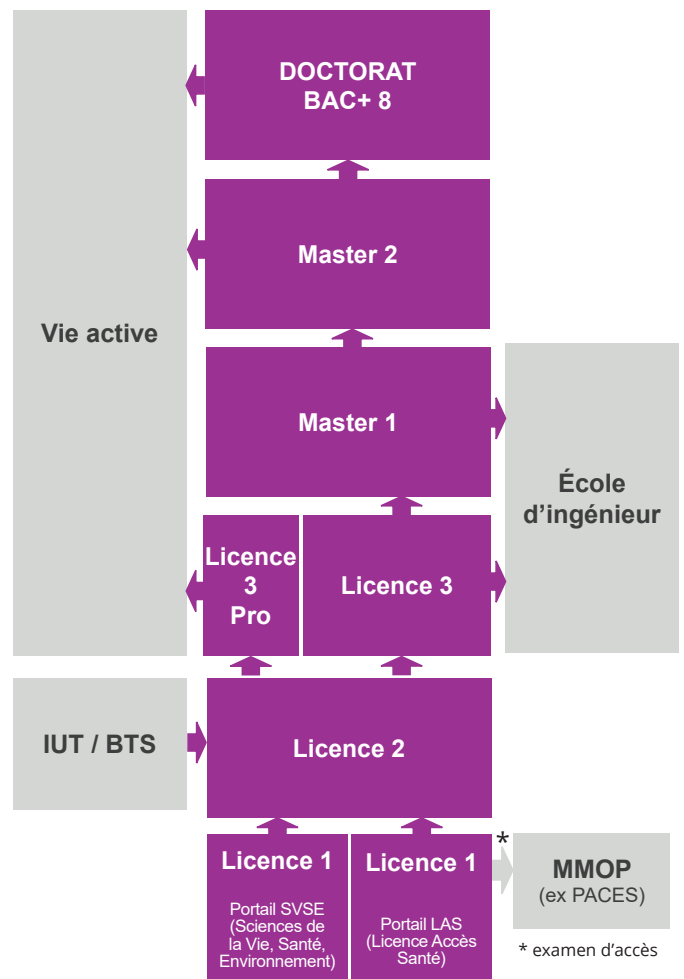 DOCTORAT
BAC+ 8
Master 2
Vie active
Master 1
École
d'ingénieur
Licence
3
Pro
Licence 3
IUT / BTS
Licence 2
Licence 1
Portail SVSE
(Sciences de
la Vie, Santé,
Environnement)
Licence 1
Portail LAS
(Licence Accès
Santé)
*
MMOP
(ex PACES)
* examen d'accès